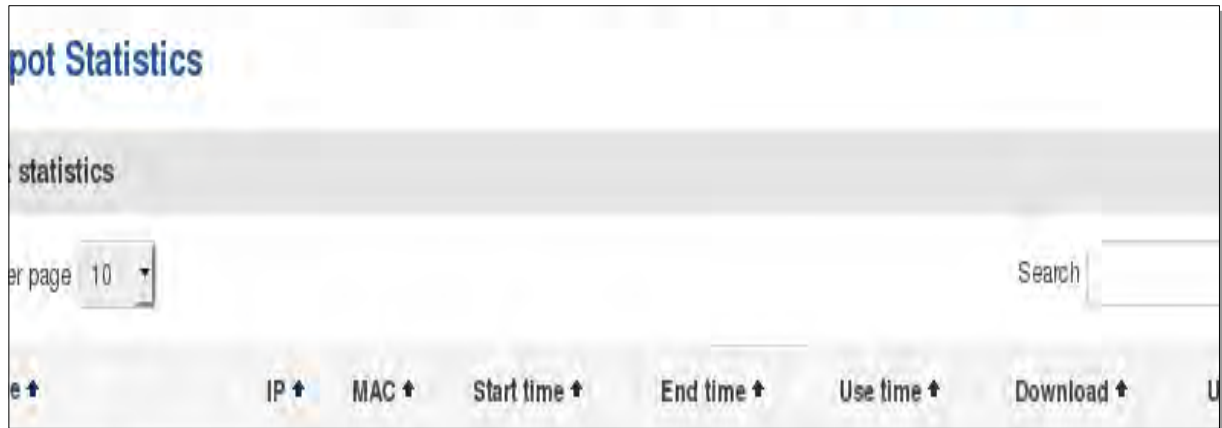 pot Statistics
statistics
er page 10
Search
e IP MAC Start time End time Use time Download U